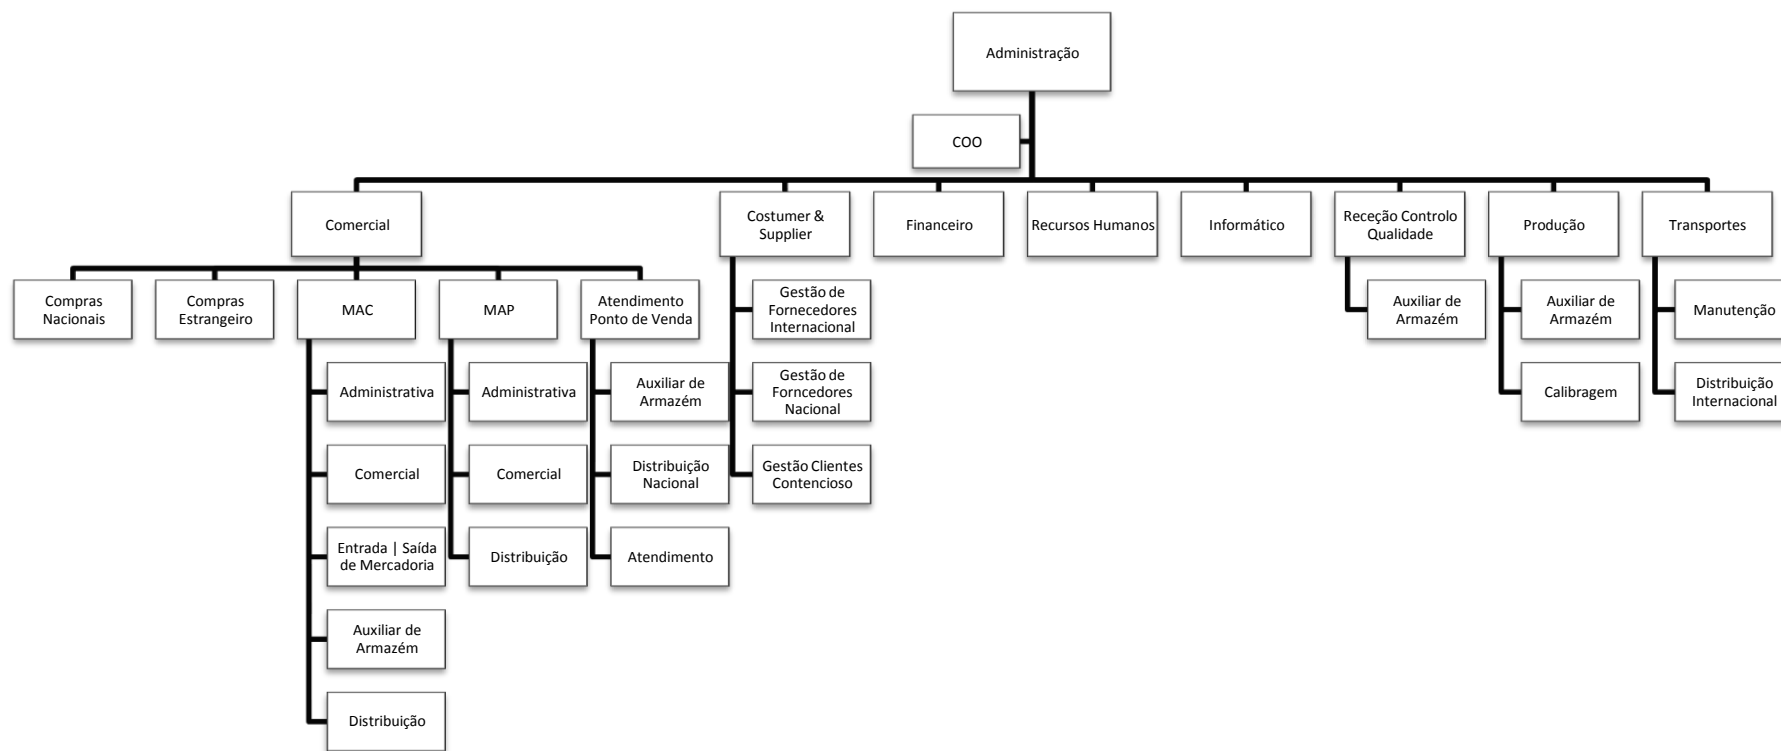 Administração
COO
Comercial
Costumer &
Supplier
Financeiro
Recursos Humanos
Informático
Receção Controlo
Qualidade
Produção
Transportes
Compras
Nacionais
Compras
Estrangeiro
MAC
MAP
Atendimento
Ponto de Venda
Gestão de
Fornecedores
Internacional
Auxiliar de
Armazém
Auxiliar de
Armazém
Manutenção
Administrativa
Administrativa
Auxiliar de
Armazém
Gestão de
Forncedores
Nacional
Calibragem
Distribuição
Internacional
Comercial
Comercial
Distribuição
Nacional
Gestão Clientes
Contencioso
Entrada | Saída
de Mercadoria
Distribuição
Atendimento
Auxiliar de
Armazém
Distribuição